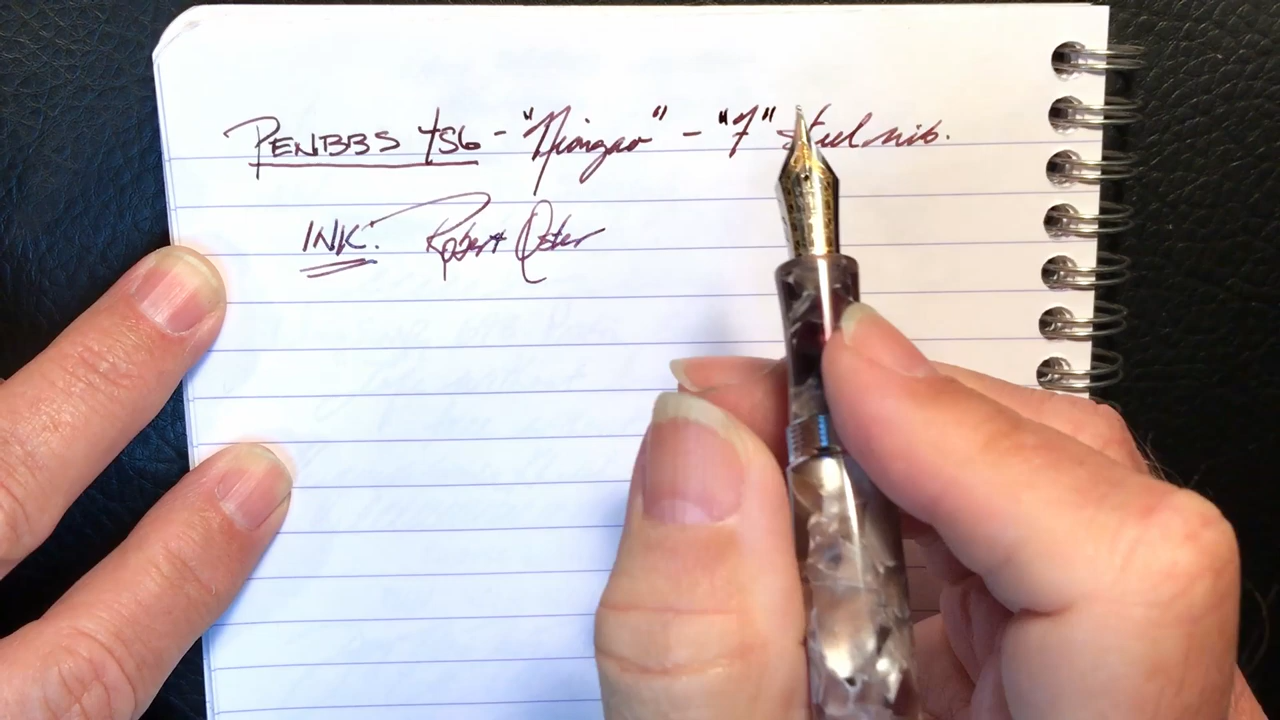 PENBBS 456 - "Niangao" - "F" steel nib.
INK: Robert Oster